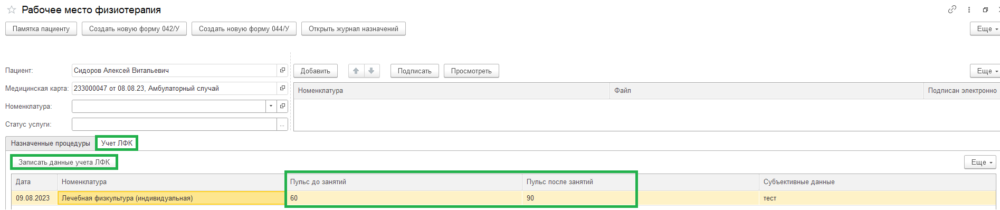 Рабочее место физиотерапия
Памятка пациенту Создать новую форму 042/У Создать новую форму 044/У Открыть журнал назначений Еще
Пациент: Сидоров Алексей Витальевич Добавить Подписать Просмотреть Еще
Медицинская карта: 233000047 от 08.08.23, Амбулаторный случай
Номенклатура Файл Подписан электронно
Номенклатура:
Статус услуги: ...
Назначенные процедуры Учет ЛФК
Записать данные учета ЛФК Еще
Дата Номенклатура Пульс до занятий Пульс после занятий Субъективные данные
09.08.2023 Лечебная физкультура (индивидуальная) 60 90 тест